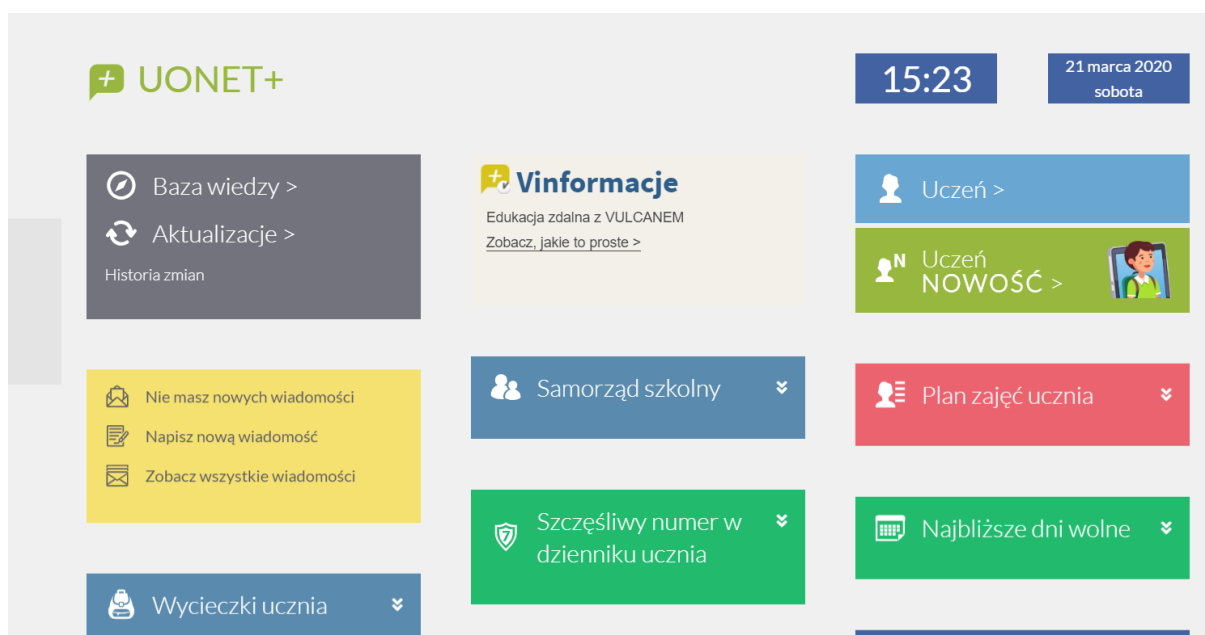 UONET+
15:23
21 marca 2020
sobota
Baza wiedzy >
Aktualizacje >
Historia zmian
Vinformacje
Edukacja zdalna z VULCANEM
Zobacz, jakie to proste >
Uczeń >
N
Uczeń
NOWOŚĆ >
Nie masz nowych wiadomości
Napisz nową wiadomość
Zobacz wszystkie wiadomości
Samorząd szkolny
Plan zajęć ucznia
7
Szczęśliwy numer w
dzienniku ucznia
Najbliższe dni wolne
Wycieczki ucznia